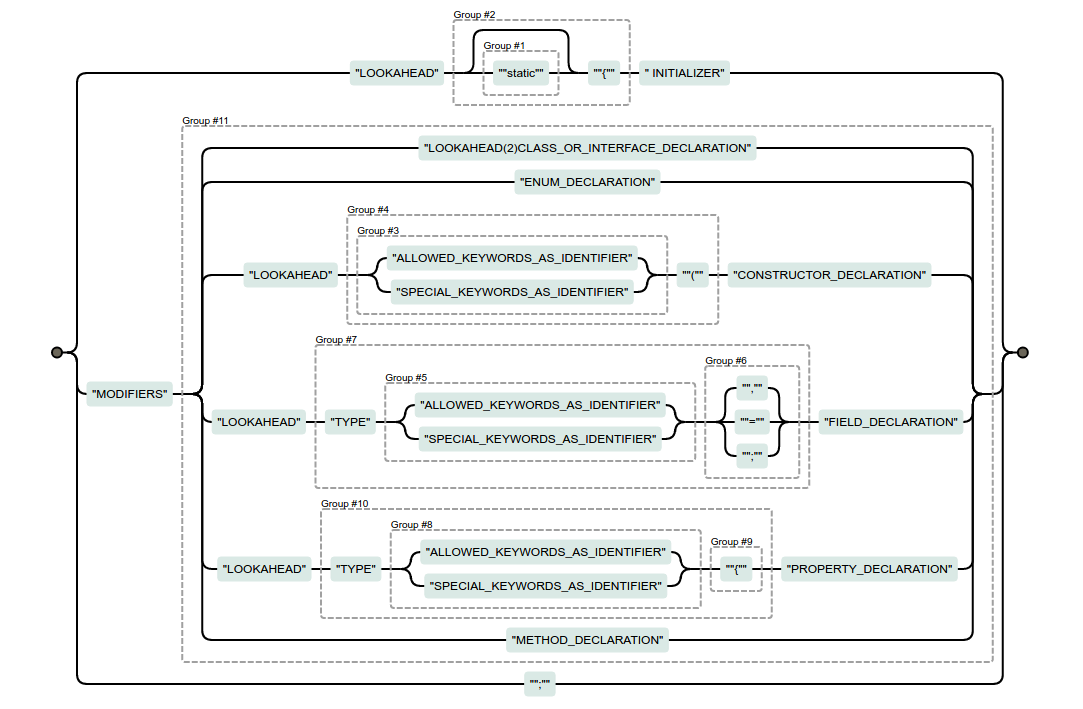 Group #2
Group #1
"LOOKAHEAD" ""static"" ""{"" " INITIALIZER"
Group #11
"LOOKAHEAD(2)CLASS_OR_INTERFACE_DECLARATION"
"ENUM_DECLARATION"
Group #4
Group #3
"ALLOWED_KEYWORDS_AS_IDENTIFIER"
"LOOKAHEAD" ""("" "CONSTRUCTOR_DECLARATION"
"SPECIAL_KEYWORDS_AS_IDENTIFIER"
Group #7
Group #6
Group #5
"",""
"MODIFIERS"
"ALLOWED_KEYWORDS_AS_IDENTIFIER"
"LOOKAHEAD" "TYPE" ""="" "FIELD_DECLARATION"
"SPECIAL_KEYWORDS_AS_IDENTIFIER"
"";""
Group #10
Group #8
Group #9
"ALLOWED_KEYWORDS_AS_IDENTIFIER"
"LOOKAHEAD" "TYPE" ""{"" "PROPERTY_DECLARATION"
"SPECIAL_KEYWORDS_AS_IDENTIFIER"
"METHOD_DECLARATION"
"";""